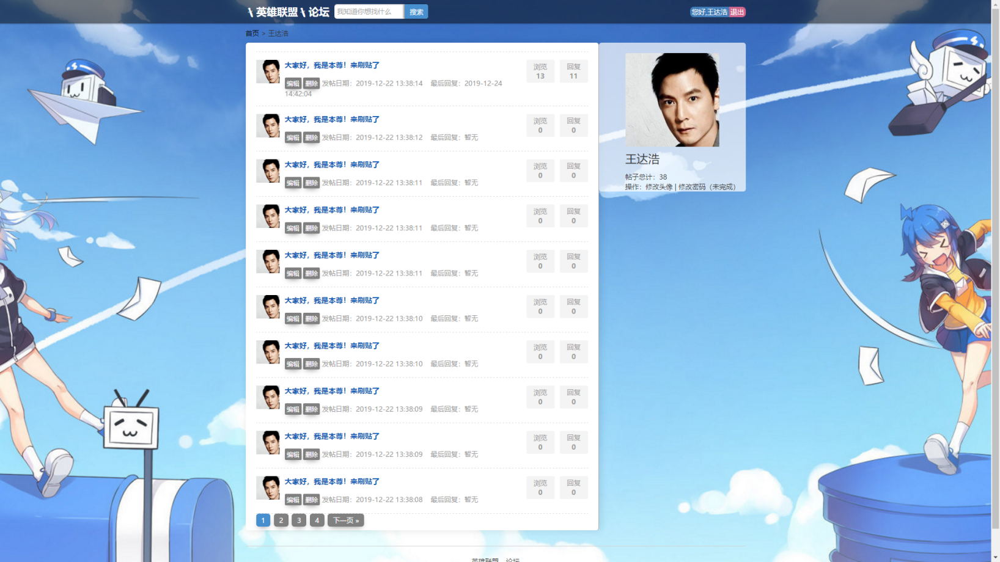 \ 英雄联盟 \ 论坛 我知道你想找什么 搜索 您好,王达浩 退出
首页 > 王达浩
大家好，我是本尊！来刷贴了 浏览 回复
13 11
编辑 删除 发帖日期：2019-12-22 13:38:14 最后回复：2019-12-24
14:42:04
大家好，我是本尊！来刷贴了 浏览 回复
0 0
编辑 删除 发帖日期：2019-12-22 13:38:12 最后回复：暂无
大家好，我是本尊！来刷贴了 浏览 回复
0 0
编辑 删除 发帖日期：2019-12-22 13:38:11 最后回复：暂无
大家好，我是本尊！来刷贴了 浏览 回复
0 0
编辑 删除 发帖日期：2019-12-22 13:38:11 最后回复：暂无
大家好，我是本尊！来刷贴了 浏览 回复
0 0
编辑 删除 发帖日期：2019-12-22 13:38:11 最后回复：暂无
大家好，我是本尊！来刷贴了 浏览 回复
0 0
编辑 删除 发帖日期：2019-12-22 13:38:10 最后回复：暂无
大家好，我是本尊！来刷贴了 浏览 回复
0 0
编辑 删除 发帖日期：2019-12-22 13:38:10 最后回复：暂无
大家好，我是本尊！来刷贴了 浏览 回复
0 0
编辑 删除 发帖日期：2019-12-22 13:38:09 最后回复：暂无
大家好，我是本尊！来刷贴了 浏览 回复
0 0
编辑 删除 发帖日期：2019-12-22 13:38:09 最后回复：暂无
大家好，我是本尊！来刷贴了 浏览 回复
0 0
编辑 删除 发帖日期：2019-12-22 13:38:08 最后回复：暂无
1 2 3 4 下一页 »
王达浩
帖子总计：38
操作：修改头像 | 修改密码（未完成）
英雄联盟 论坛